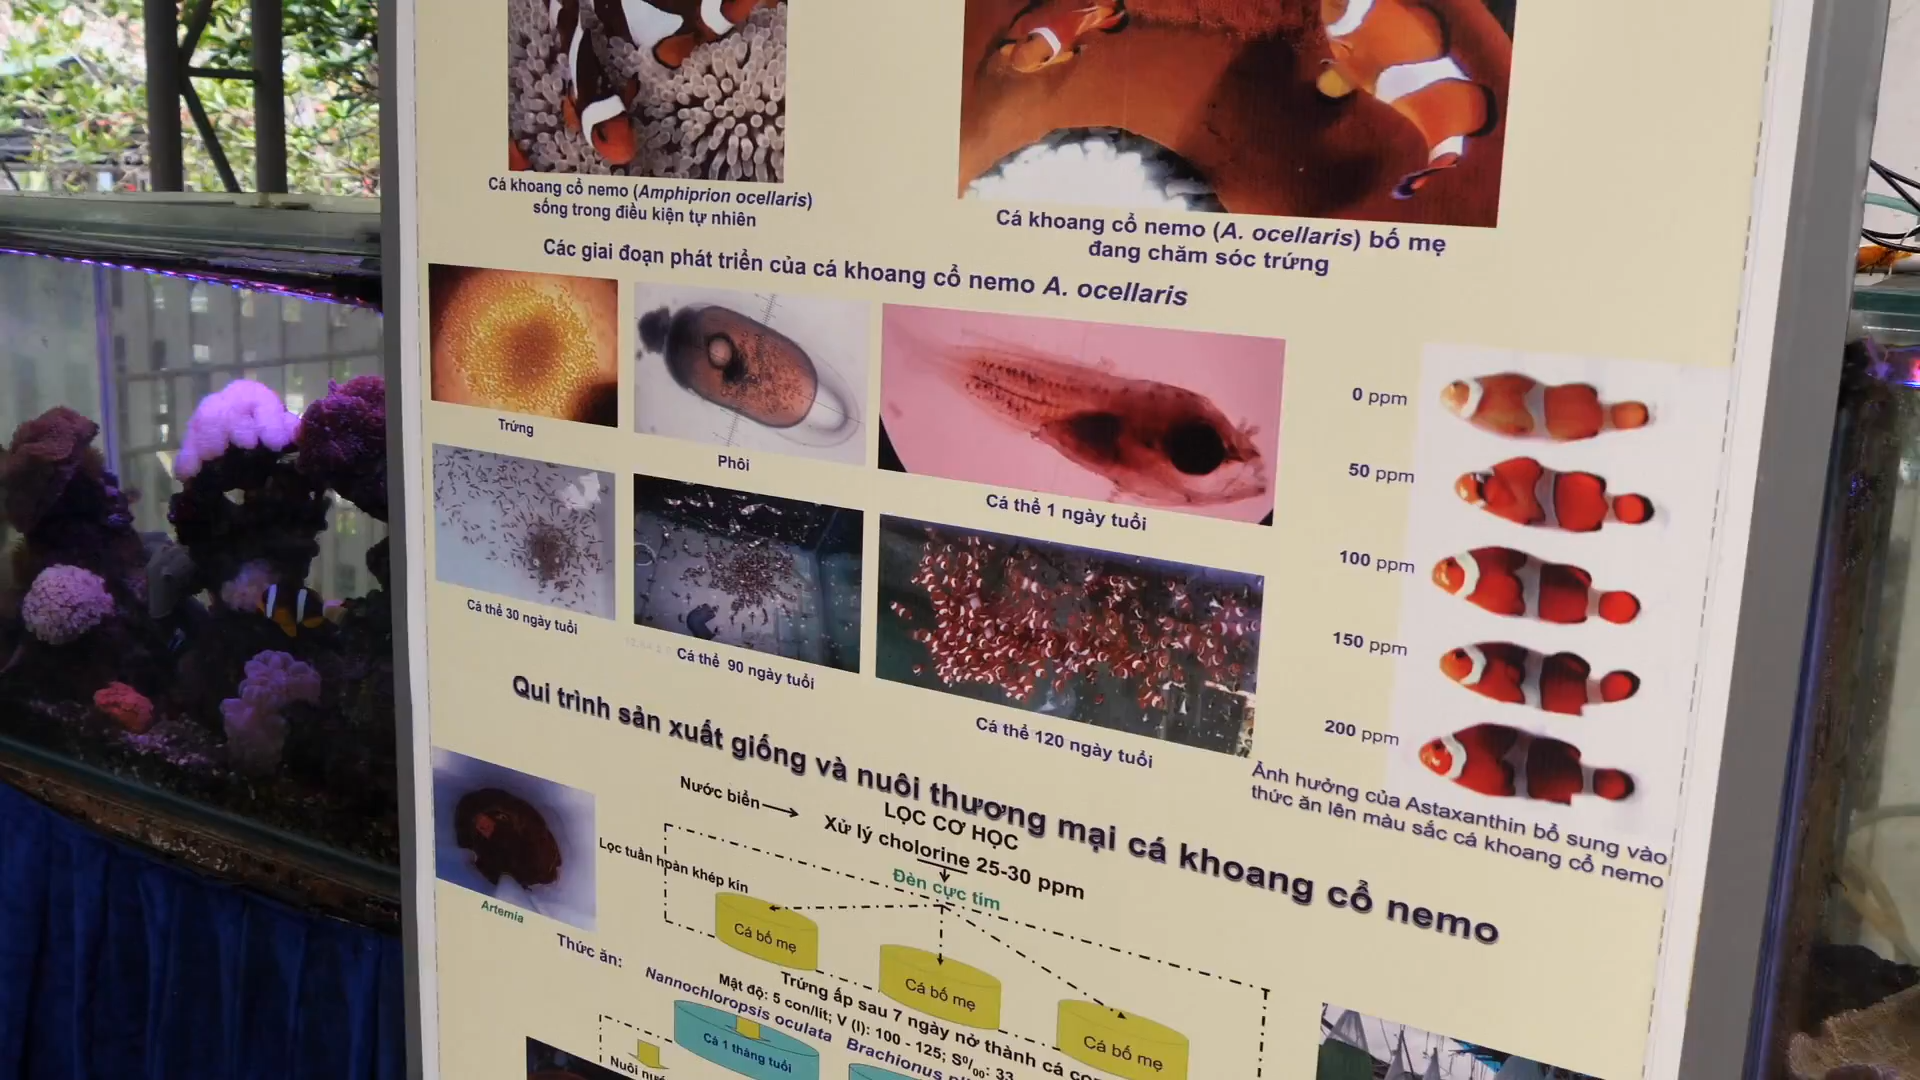 Cá khoang cổ nemo (Amphiprion ocellaris)
sống trong điều kiện tự nhiên
Cá khoang cổ nemo (A. ocellaris) bố mẹ
đang chăm sóc trứng
Các giai đoạn phát triển của cá khoang cổ nemo A. ocellaris
Trứng
Phôi
Cá thể 1 ngày tuổi
Cá thể 30 ngày tuổi
Cá thể 90 ngày tuổi
Cá thể 120 ngày tuổi
0 ppm
50 ppm
100 ppm
150 ppm
200 ppm
Ảnh hưởng của Astaxanthin bổ sung vào
thức ăn lên màu sắc cá khoang cổ nemo
Qui trình sản xuất giống và nuôi thương mại cá khoang cổ nemo
Nước biển
LỌC CƠ HỌC
Xử lý cholorine 25-30 ppm
Đèn cực tím
Lọc tuần hoàn khép kín
Artemia
Cá bố mẹ
Cá bố mẹ
Cá bố mẹ
Thức ăn:
Trứng ấp sau 7 ngày nở thành cá
Mật độ: 5 con/lít; V (l): 100 - 125; S⁰/₀₀: 33
Nannochloropsis oculata Brachionus
Cá 1 tháng tuổi
Nuôi